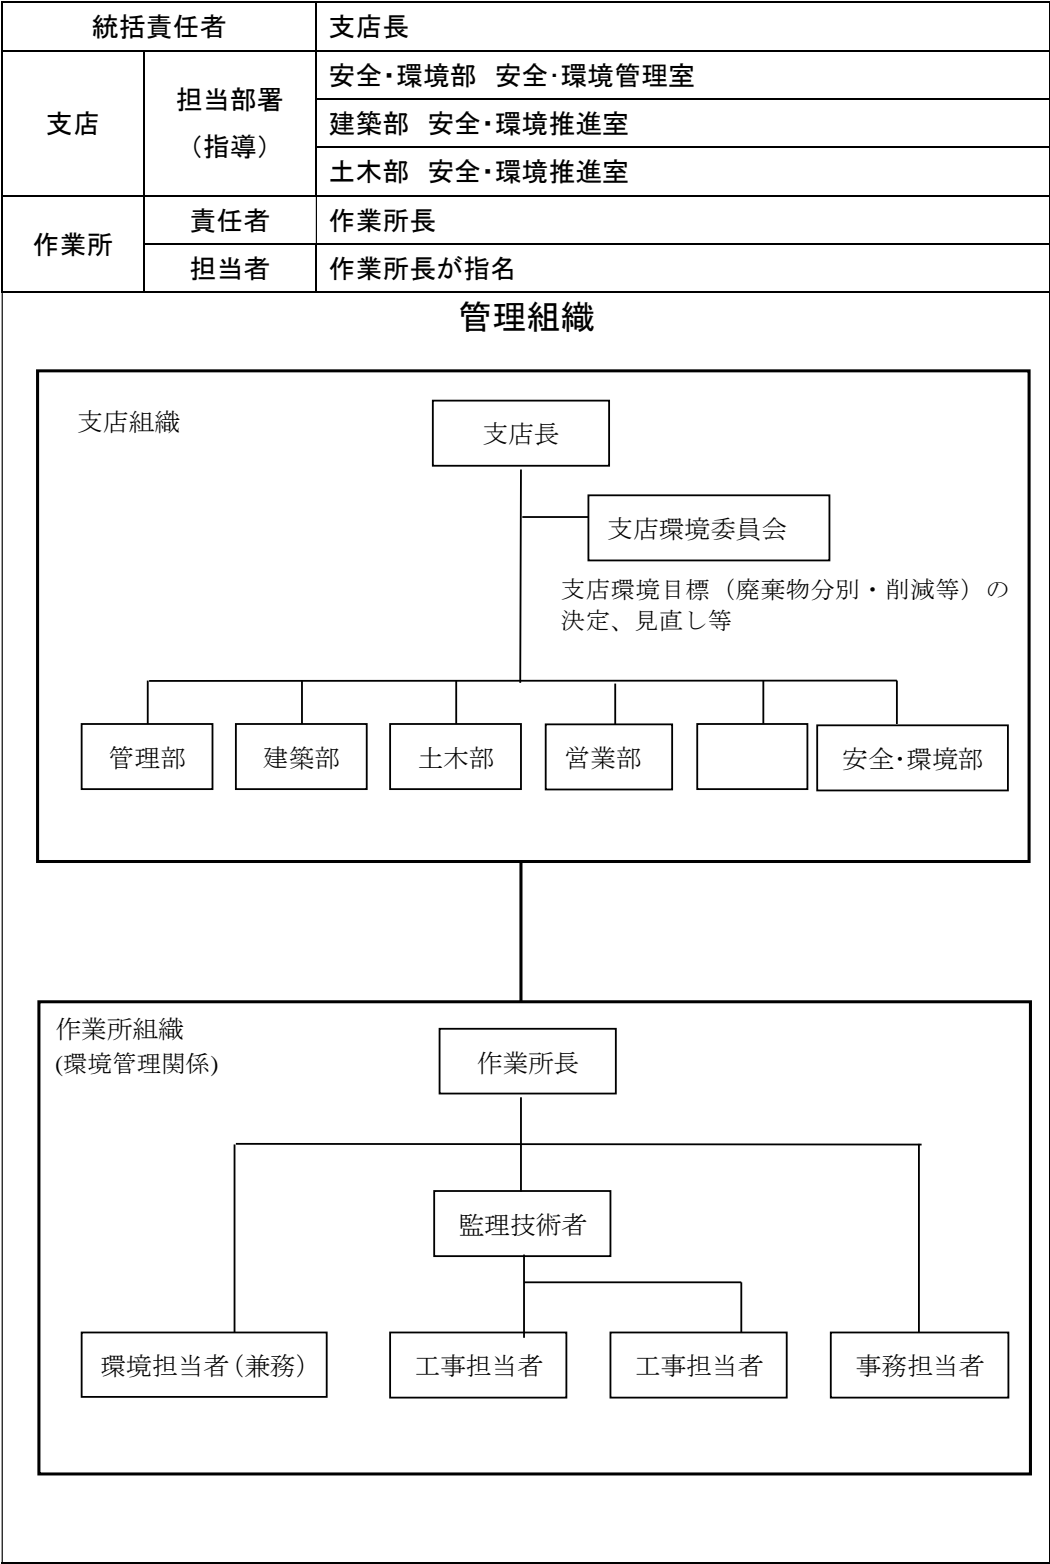 統括責任者 支店長
支店 担当部署(指導) 安全・環境部 安全・環境管理室
建築部 安全・環境推進室
土木部 安全・環境推進室
作業所 責任者 作業所長
担当者 作業所長が指名
管理組織
支店組織
支店長
支店環境委員会
支店環境目標（廃棄物分別・削減等）の
決定、見直し等
管理部 建築部 土木部 営業部 安全・環境部
作業所組織
(環境管理関係)
作業所長
監理技術者
環境担当者（兼務） 工事担当者 工事担当者 事務担当者